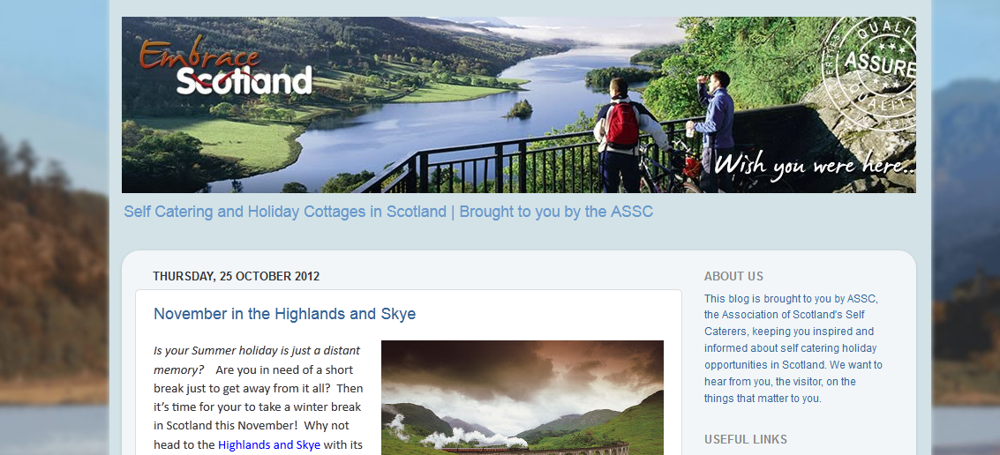 Embrace
Scotland
QUALITY
ASSURE
QUALITY
Wish you were here...
Self Catering and Holiday Cottages in Scotland | Brought to you by the ASSC
THURSDAY, 25 OCTOBER 2012
November in the Highlands and Skye
Is your Summer holiday is just a distant
memory? Are you in need of a short
break just to get away from it all? Then
it's time for your to take a winter break
in Scotland this November! Why not
head to the Highlands and Skye with its
ABOUT US
This blog is brought to you by ASSC,
the Association of Scotland's Self
Caterers, keeping you inspired and
informed about self catering holiday
opportunities in Scotland. We want to
hear from you, the visitor, on the
things that matter to you.
USEFUL LINKS